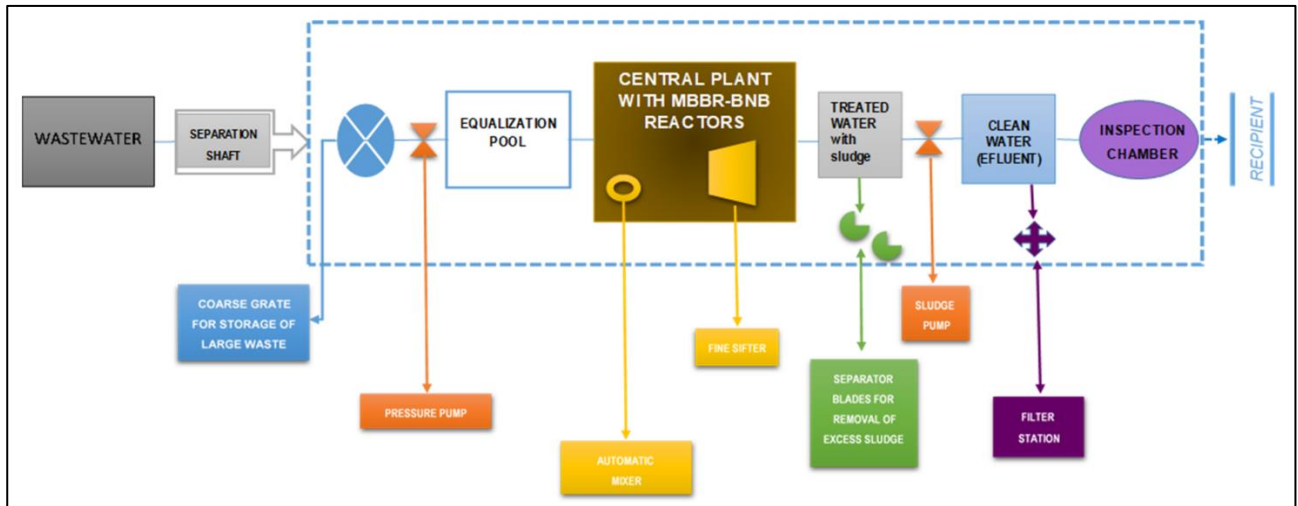 WASTEWATER
SEPARATION
SHAFT
EQUALIZATION
POOL
CENTRAL PLANT
WITH MBBR-BNB
REACTORS
TREATED
WATER
with
sludge
CLEAN
WATER
(EFLUENT)
INSPECTION
CHAMBER
RECIPIENT
COARSE GRATE
FOR STORAGE OF
LARGE WASTE
PRESSURE PUMP
AUTOMATIC
MIXER
FINE SIFTER
SEPARATOR
BLADES FOR
REMOVAL OF
EXCESS SLUDGE
SLUDGE
PUMP
FILTER
STATION